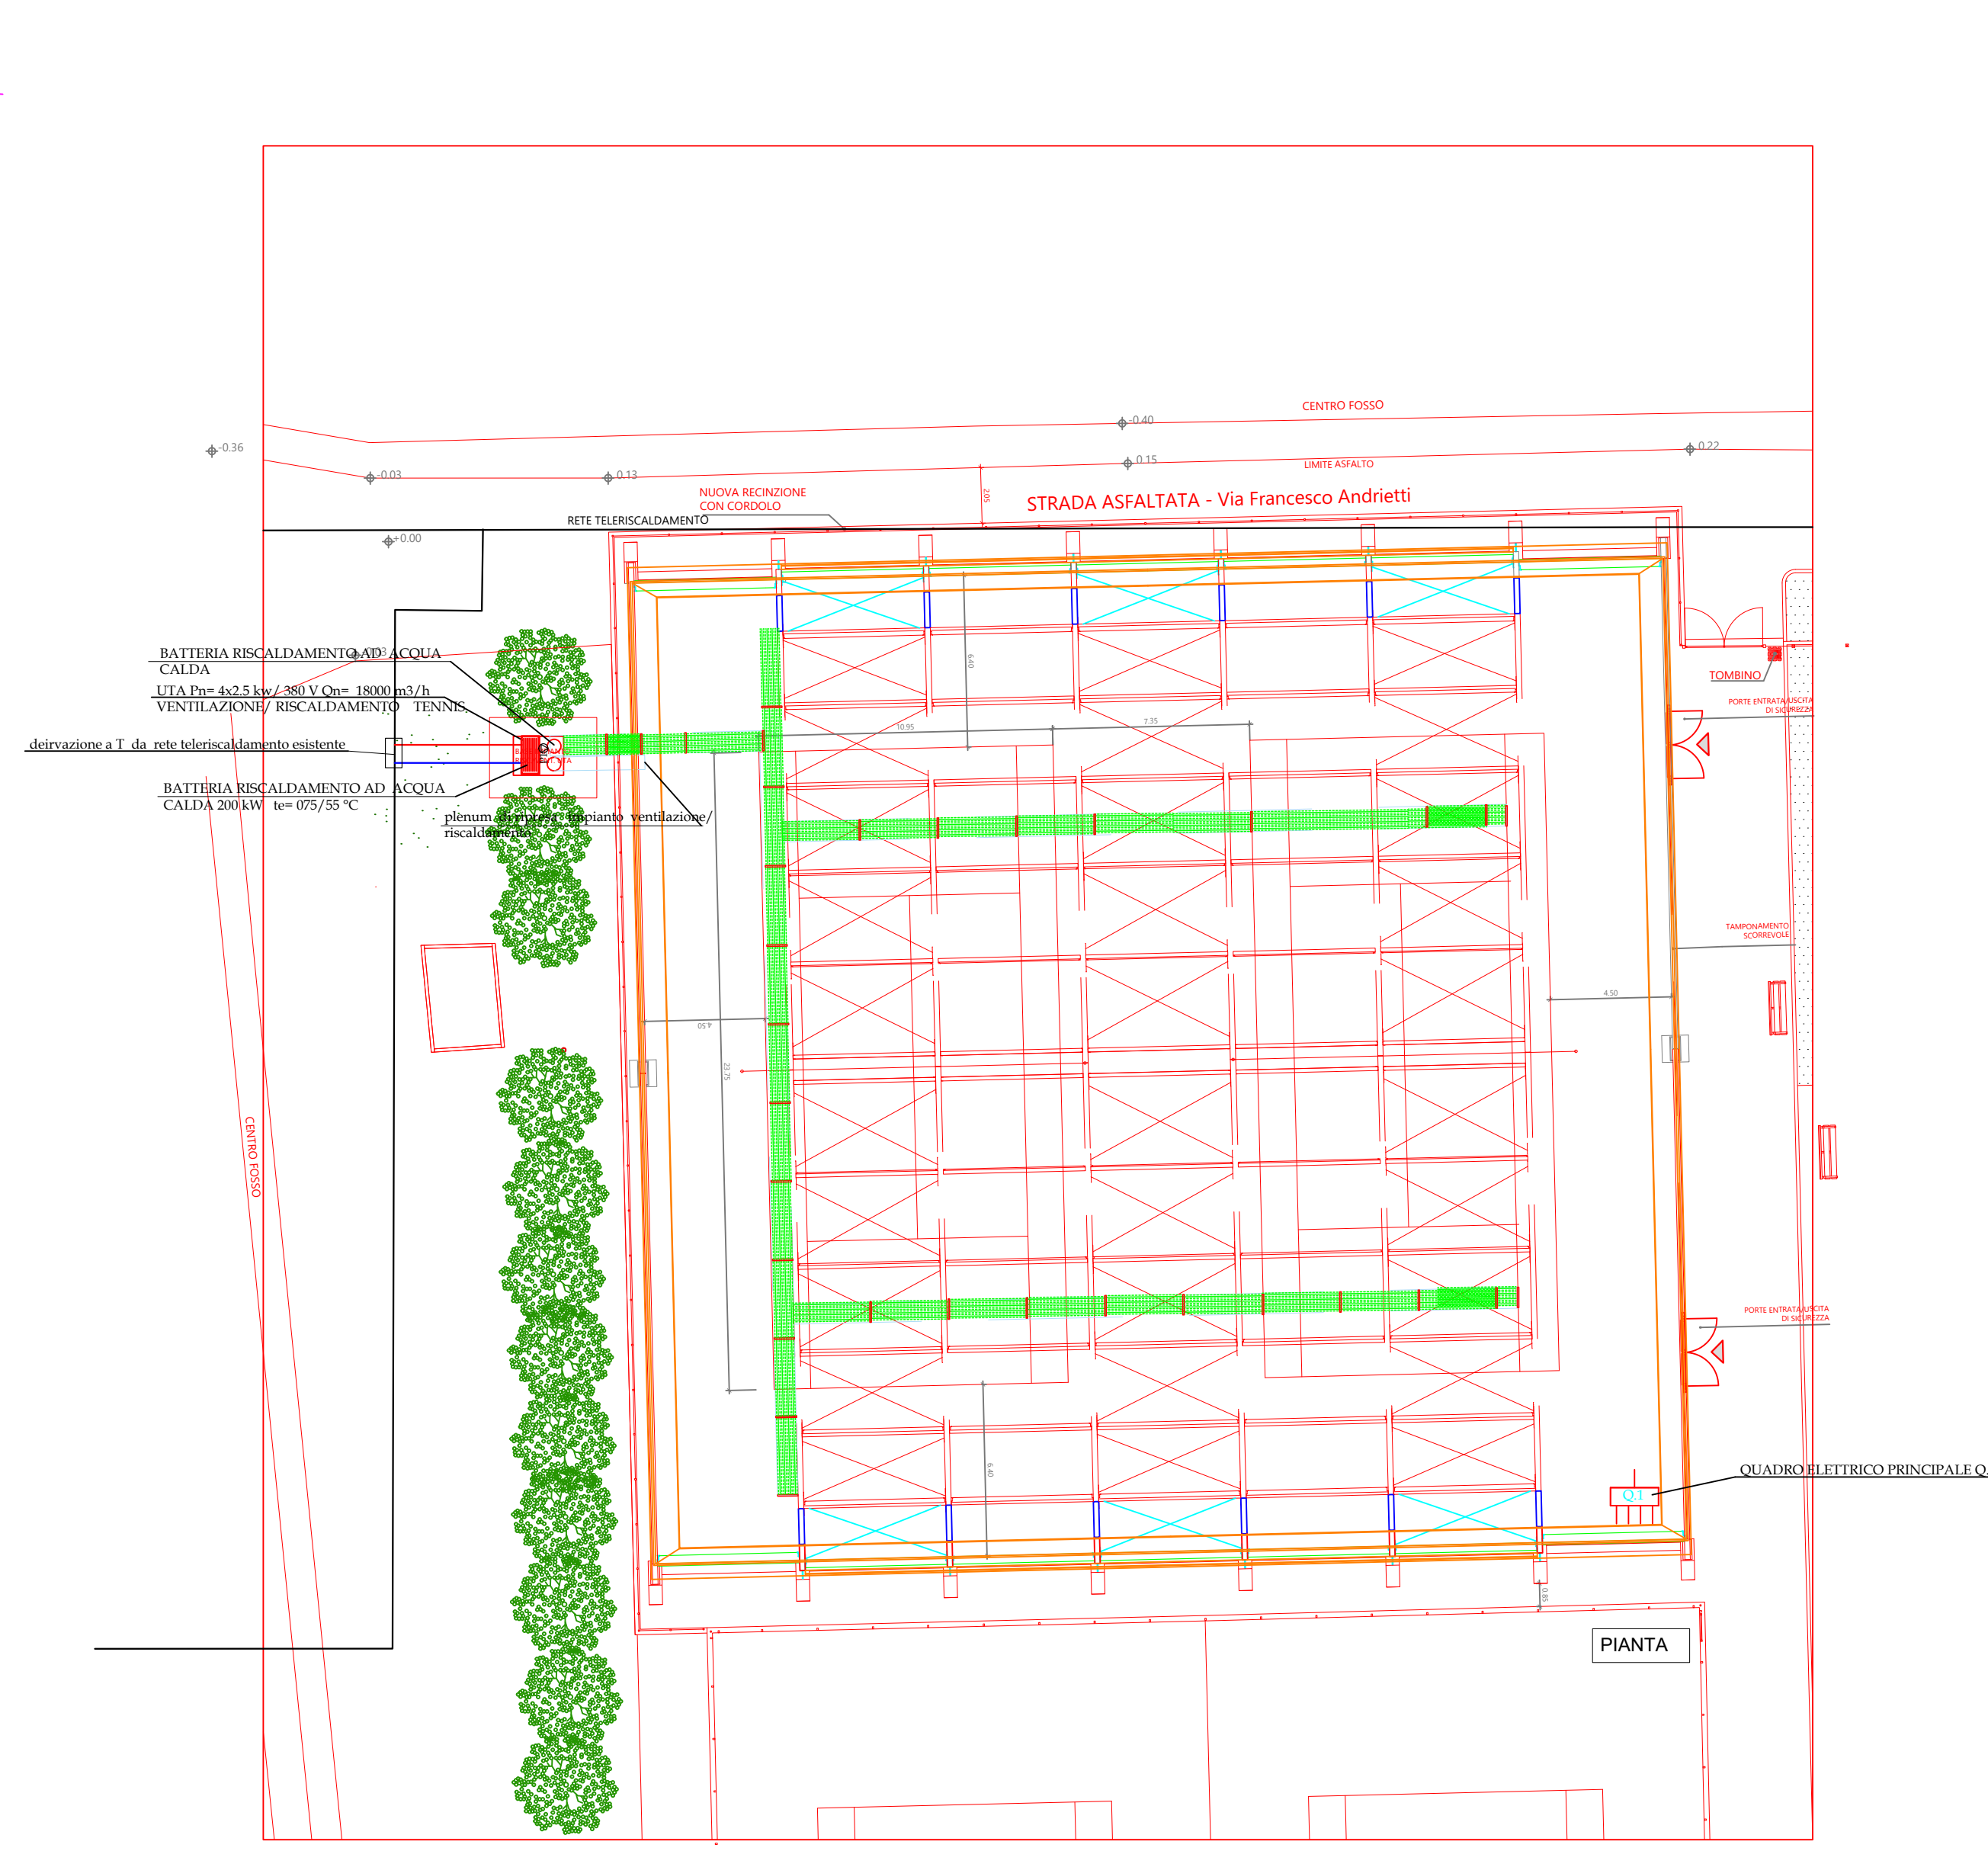 CENTRO FOSSO
-0.40
-0.36
-0.03
0.13
0.15
0.22
LIMITE ASFALTO
NUOVA RECINZIONE
CON CORDOLO
2.05
STRADA ASFALTATA - Via Francesco Andrietti
RETE TELERISCALDAMENTO
+0.00
BATTERIA RISCALDAMENTO AD ACQUA
CALDA
UTA Pn= 4x2.5 kw/ 380 V Qn= 18000 m3/h
VENTILAZIONE/ RISCALDAMENTO TENNIS
deirvazione a T da rete teleriscaldamento esistente
BATTERIA RISCALDAMENTO AD ACQUA
CALDA 200 kW te= 075/55 °C
plenum di ripresa impianto ventilazione/
riscaldamento
6.40
10.95
7.35
TOMBINO
PORTE ENTRATA/USCITA
DI SICUREZZA
TAMPONAMENTO
SCORREVOLE
4.50
4.50
23.75
CENTRO FOSSO
PORTE ENTRATA/USCITA
DI SICUREZZA
6.40
QUADRO ELETTRICO PRINCIPALE Q
Q.1
0.85
PIANTA